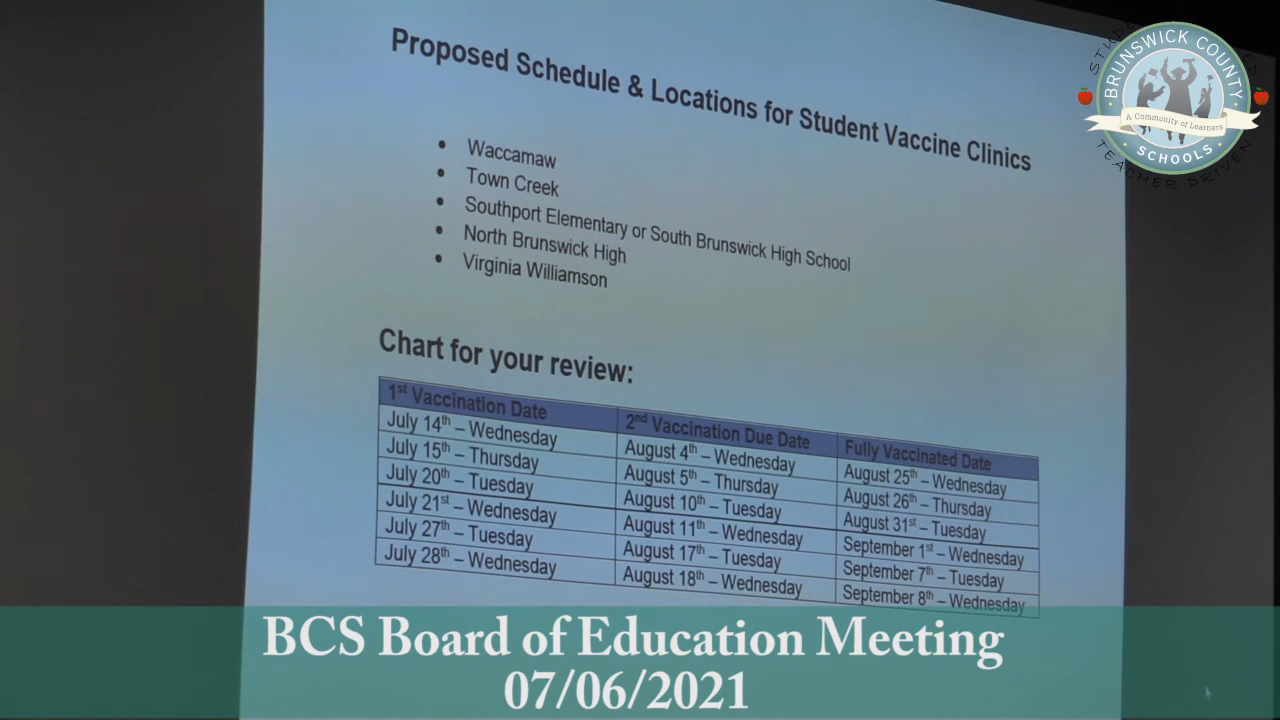 Proposed Schedule & Locations for Student Vaccine Clinics
• Waccamaw
• Town Creek
• Southport Elementary or South Brunswick High School
• North Brunswick High
• Virginia Williamson
Chart for your review:
1st Vaccination Date 2nd Vaccination Due Date Fully Vaccinated Date
July 14th – Wednesday August 4th – Wednesday August 25th – Wednesday
July 15th – Thursday August 5th – Thursday August 26th – Thursday
July 20th – Tuesday August 10th – Tuesday August 31st – Tuesday
July 21st – Wednesday August 11th – Wednesday September 1st – Wednesday
July 27th – Tuesday August 17th – Tuesday September 7th – Tuesday
July 28th – Wednesday August 18th – Wednesday September 8th – Wednesday
BRUNSWICK COUNTY
A Community of Learners
SCHOOLS
TEACHER DRIVEN
BCS Board of Education Meeting
07/06/2021